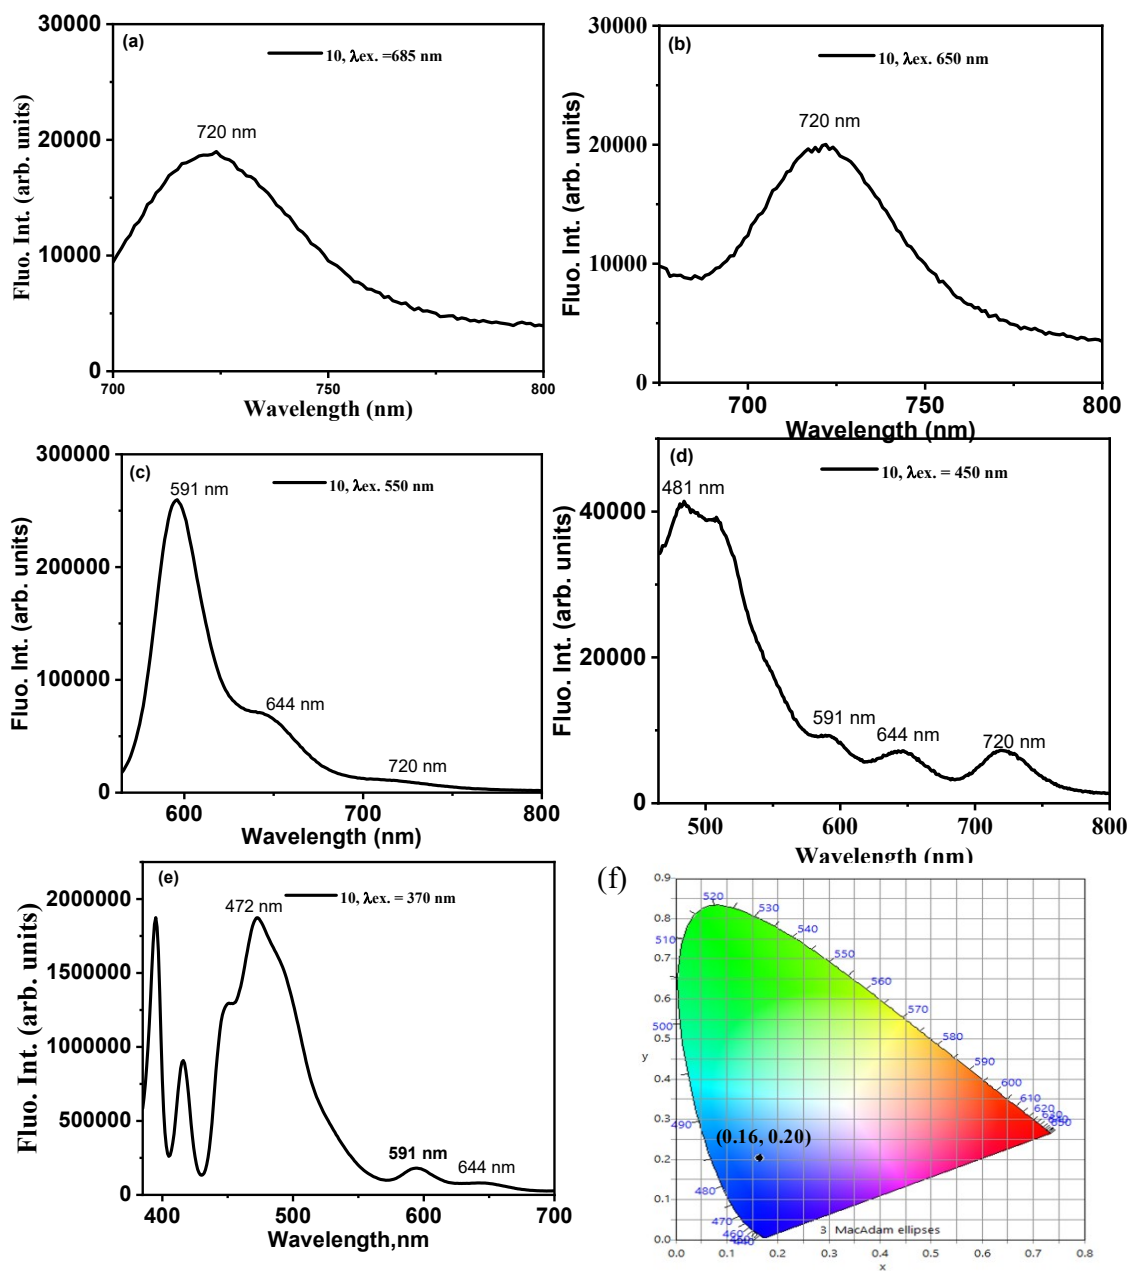 (a)
10, λex. =685 nm
720 nm
Fluo. Int. (arb. units)
30000
20000
10000
0
700
750
800
Wavelength (nm)
(b)
10, λex. 650 nm
720 nm
Fluo. Int. (arb. units)
30000
20000
10000
0
700
750
800
Wavelength (nm)
(c)
10, λex. 550 nm
591 nm
644 nm
720 nm
Fluo. Int. (arb. units)
300000
200000
100000
0
600
700
800
Wavelength (nm)
(d)
10, λex. = 450 nm
481 nm
591 nm
644 nm
720 nm
Fluo. Int. (arb. units)
40000
20000
0
500
600
700
800
Wavelength (nm)
(e)
10, λex. = 370 nm
472 nm
591 nm
644 nm
Fluo. Int. (arb. units)
2000000
1500000
1000000
500000
0
400
500
600
700
Wavelength,nm
(f)
0.9
0.8
0.7
0.6
0.5
y
0.4
0.3
0.2
0.1
0.0
520
530
540
550
560
570
580
590
600
610
620
510
500
490
480
470
460
(0.16, 0.20)
3 MacAdam ellipses
0.0
0.1
0.2
0.3
0.4
0.5
0.6
0.7
0.8
x